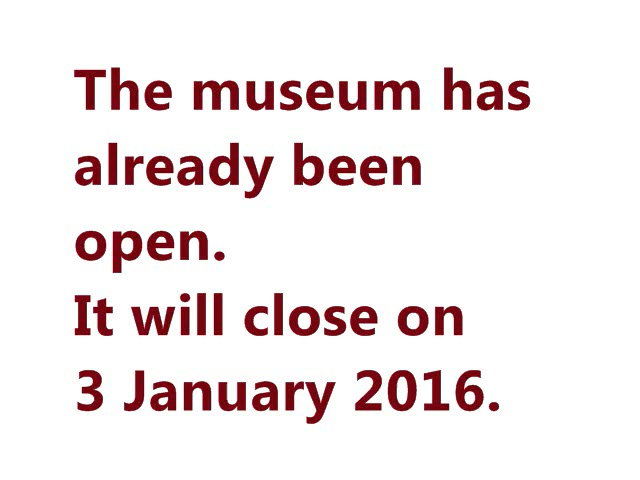 The museum has
already been
open.
It will close on
3 January 2016.